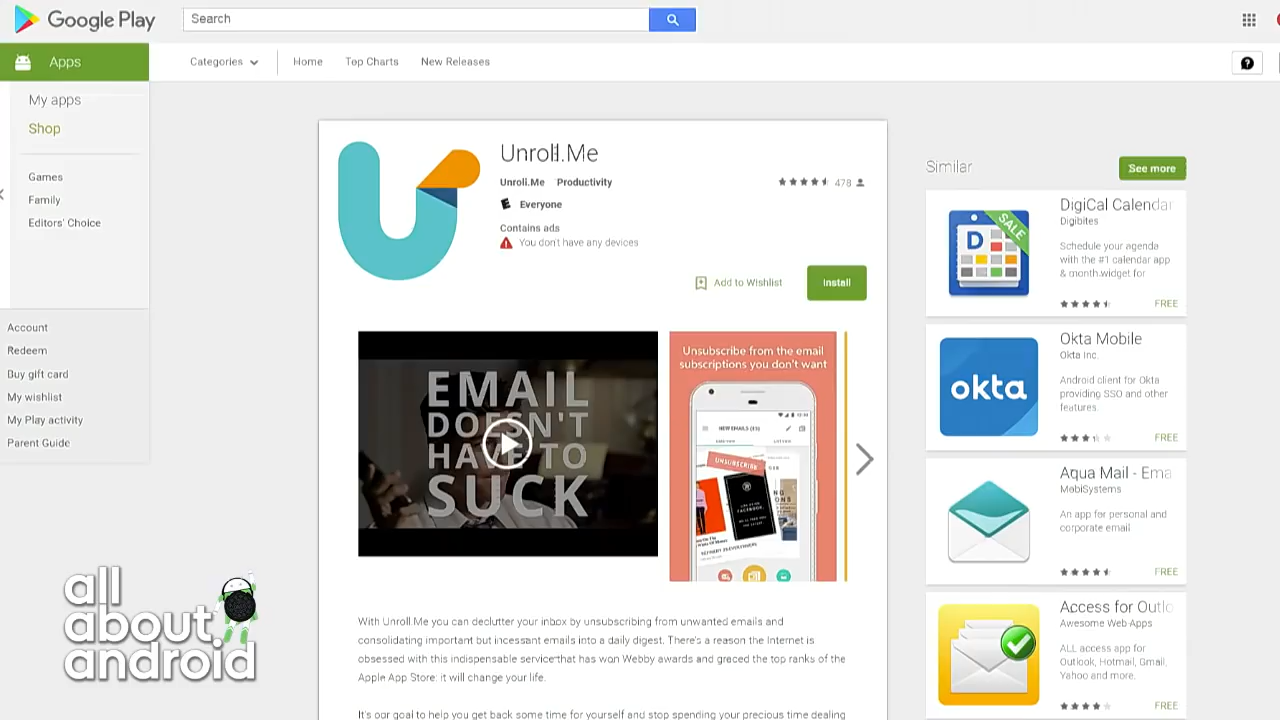 Google Play
Search
Apps
Categories
Home
Top Charts
New Releases
My apps
Shop
Games
Family
Editors' Choice
Account
Redeem
Buy gift card
My wishlist
My Play activity
Parent Guide
Unroll.Me
Unroll.Me Productivity
478
Everyone
Contains ads
You don't have any devices
Add to Wishlist
Install
EMAIL
DOESN'T
HAVE TO
SUCK
Unsubscribe from the email
subscriptions you don't want
NEW EMAILS
UNSUBSCRIBE
With Unroll.Me you can declutter your inbox by unsubscribing from unwanted emails and
consolidating important but incessant emails into a daily digest. There's a reason the Internet is
obsessed with this indispensable service that has won Webby awards and graced the top ranks of the
Apple App Store: it will change your life.
It's our goal to help you get back some time for yourself and stop spending your precious time dealing
Similar
See more
SALE
D
DigiCal Calendar
Digibites
Schedule your agenda
with the #1 calendar app
& month widget for
FREE
okta
Okta Mobile
Okta Inc.
Android client for Okta
providing SSO and other
features.
FREE
Aqua Mail - Ema
MobiSystems
An app for personal and
corporate email
FREE
Access for Outlo
Awesome Web-Apps
ALL access app for
Outlook, Hotmail, Gmail,
Yahoo and more.
FREE
all
about
android